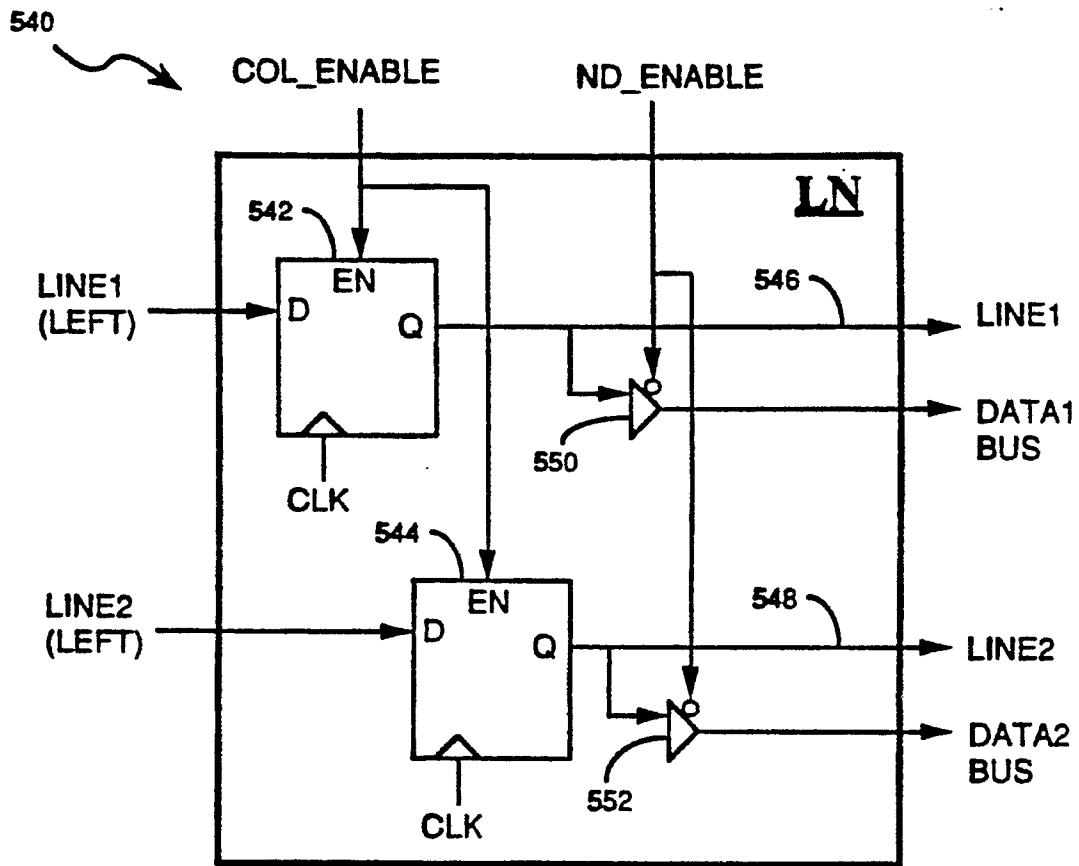 540
COL_ENABLE
ND_ENABLE
LN
542
EN
LINE1
(LEFT)
D
Q
546
LINE1
550
DATA1
BUS
CLK
544
EN
LINE2
(LEFT)
D
Q
548
LINE2
552
DATA2
BUS
CLK